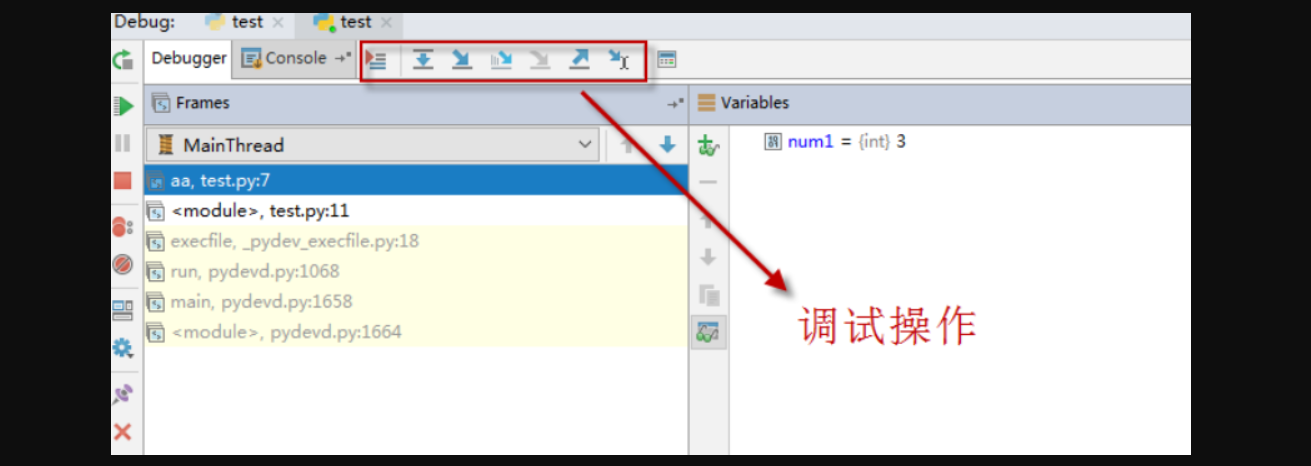 Debug: test × test ×
Debugger Console
Frames
Variables
MainThread
num1 = {int} 3
aa, test.py:7
<module>, test.py:11
execfile, _pydev_execfile.py:18
run, pydevd.py:1068
main, pydevd.py:1658
<module>, pydevd.py:1664
调试操作